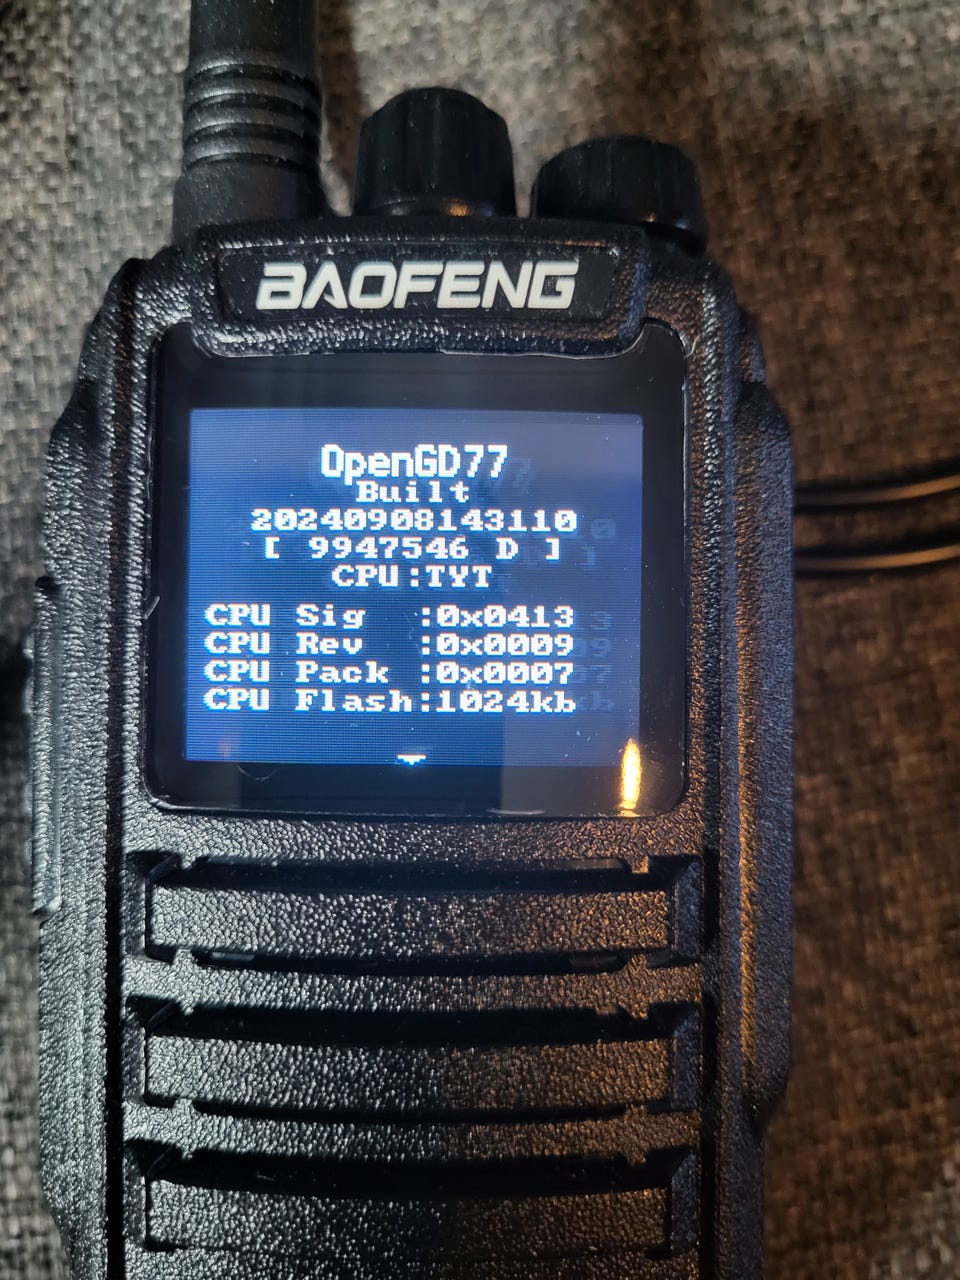 BAOFENG
OpenGD77
Built
20240908143110
[ 9947546 D ]
CPU:TYT
CPU Sig :0x0413
CPU Rev :0x0009
CPU Pack :0x0007
CPU Flash:1024kb